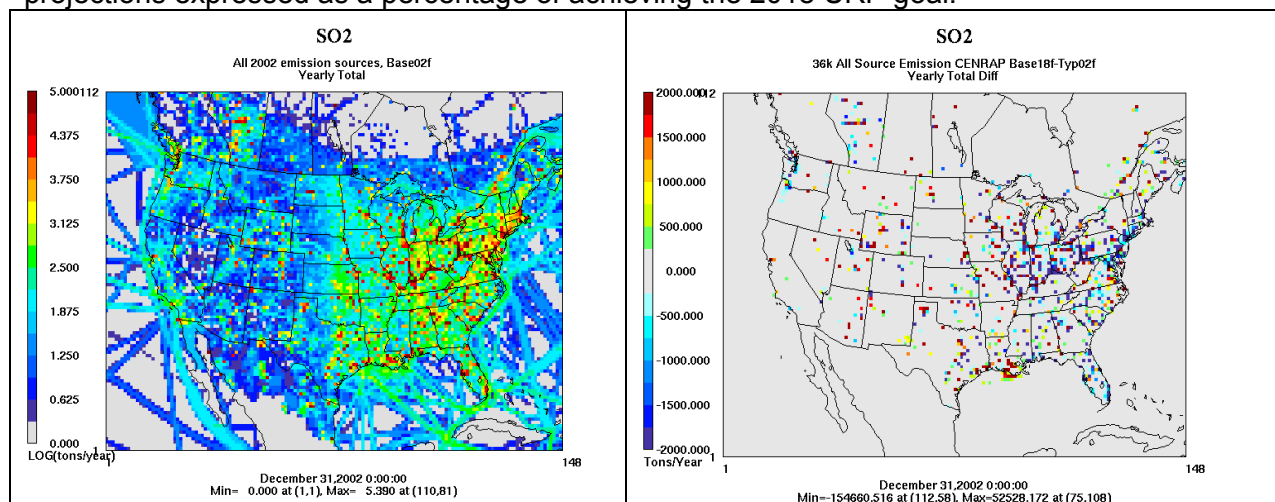 projections expressed as a percentage of achieving the 2018 URP goal.
SO2
All 2002 emission sources, Base02f
Yearly Total
5.000112
4.375
3.750
3.125
2.500
1.875
1.250
0.625
0.000
LOG(tons/year)
1
1
148
December 31,2002 0:00:00
Min= 0.000 at (1,1), Max= 5.390 at (110,81)
SO2
36k All Source Emission CENRAP Base18f-Typ02f
Yearly Total Diff
2000.000
112
1500.000
1000.000
500.000
0.000
-500.000
-1000.000
-1500.000
-2000.000
Tons/Year
1
1
148
December 31,2002 0:00:00
Min=-154660.516 at (112,58), Max=52528.172 at (75,108)